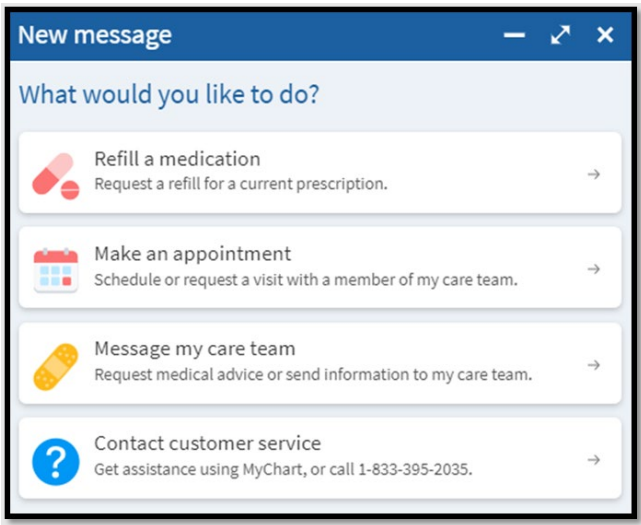 New message
What would you like to do?
Refill a medication
Request a refill for a current prescription.
Make an appointment
Schedule or request a visit with a member of my care team.
Message my care team
Request medical advice or send information to my care team.
Contact customer service
Get assistance using MyChart, or call 1-833-395-2035.